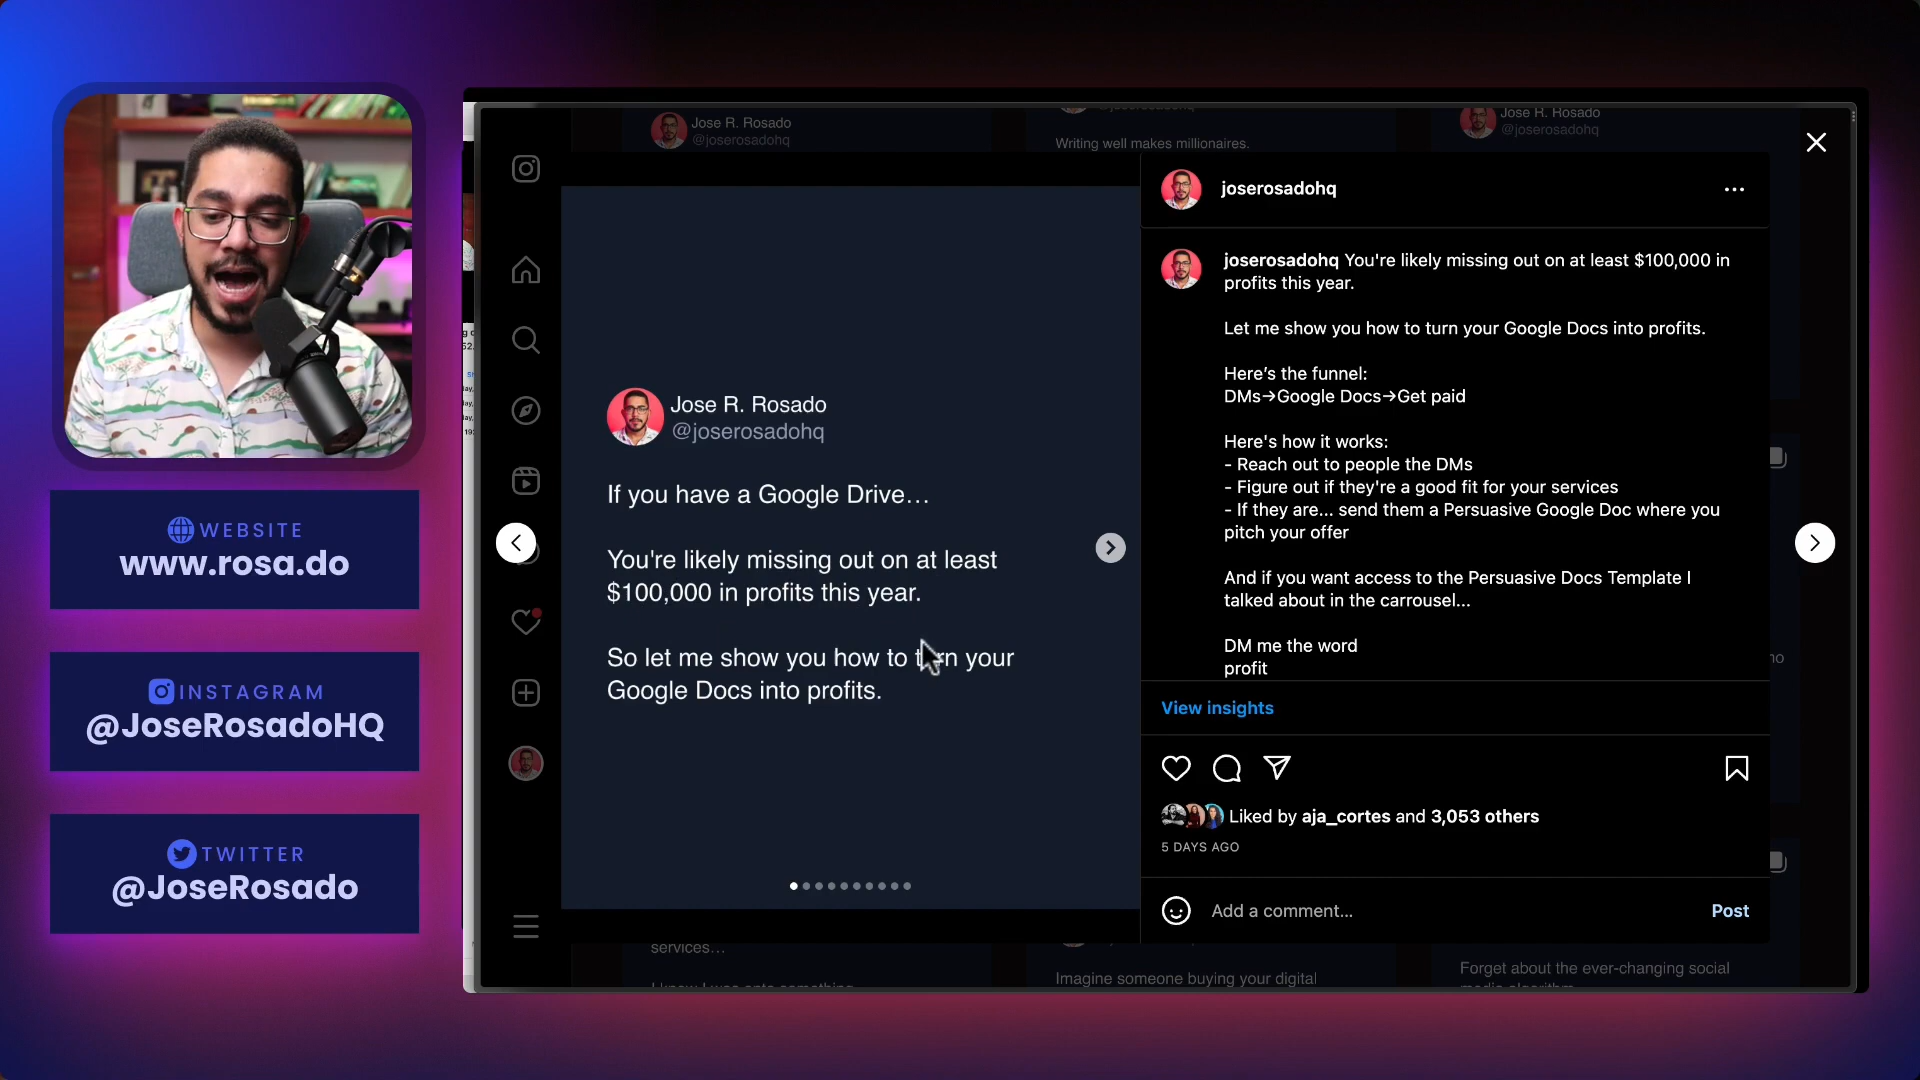 WEBSITE
www.rosa.do
INSTAGRAM
@JoseRosadoHQ
TWITTER
@JoseRosado
Jose R. Rosado
@joserosadohq
Writing well makes millionaires.
Jose R. Rosado
@joserosadohq
Jose R. Rosado
@joserosadohq
If you have a Google Drive…
You're likely missing out on at least
$100,000 in profits this year.
So let me show you how to turn your
Google Docs into profits.
joserosadohq
joserosadohq You're likely missing out on at least $100,000 in
profits this year.
Let me show you how to turn your Google Docs into profits.
Here’s the funnel:
DMs→Google Docs→Get paid
Here's how it works:
- Reach out to people the DMs
- Figure out if they're a good fit for your services
- If they are... send them a Persuasive Google Doc where you
pitch your offer
And if you want access to the Persuasive Docs Template I
talked about in the carrousel...
DM me the word
profit
View insights
Liked by aja_cortes and 3,053 others
5 DAYS AGO
Add a comment...
Post
services…
Imagine someone buying your digital
Forget about the ever-changing social